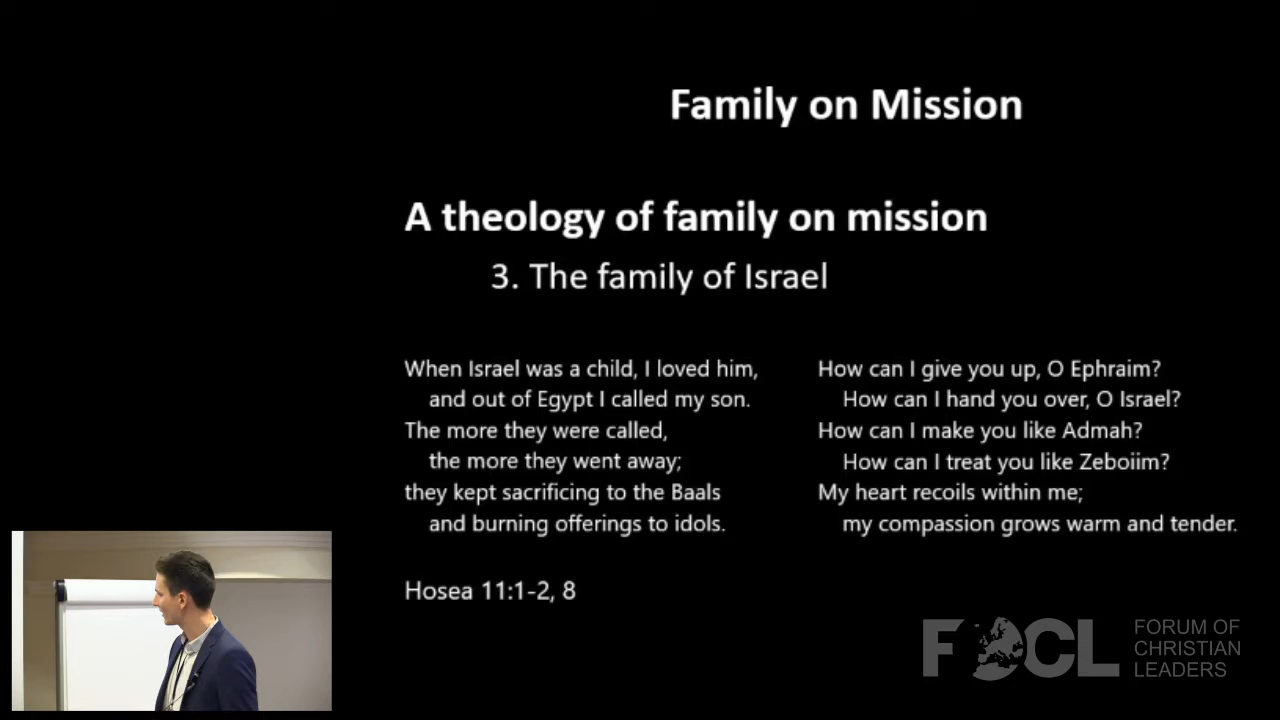 Family on Mission
A theology of family on mission
3. The family of Israel
When Israel was a child, I loved him,
and out of Egypt I called my son.
The more they were called,
the more they went away;
they kept sacrificing to the Baals
and burning offerings to idols.
How can I give you up, O Ephraim?
How can I hand you over, O Israel?
How can I make you like Admah?
How can I treat you like Zeboiim?
My heart recoils within me;
my compassion grows warm and tender.
Hosea 11:1-2, 8
FOCL
FORUM OF
CHRISTIAN
LEADERS